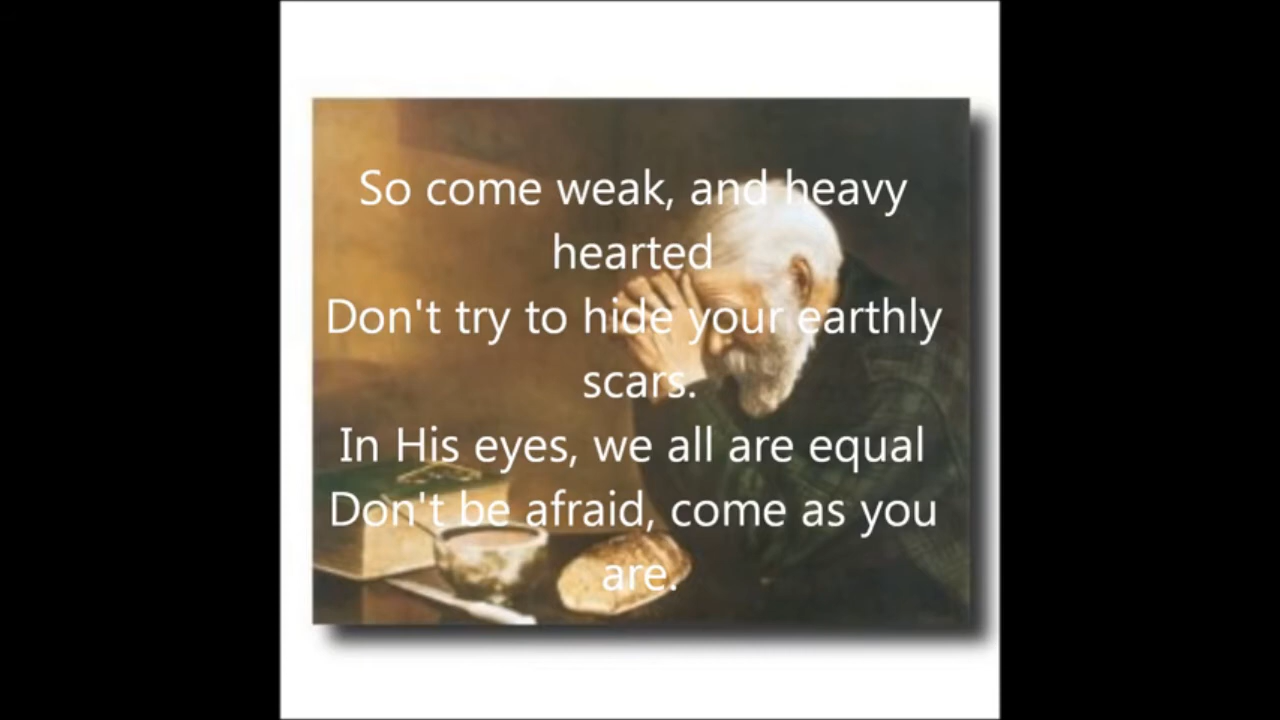 So come weak, and heavy
hearted
Don't try to hide your earthly
scars.
In His eyes, we all are equal
Don't be afraid, come as you
are.